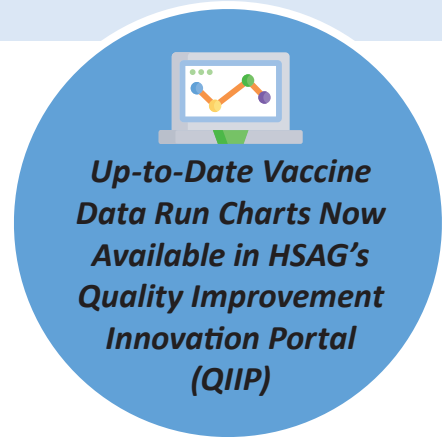 Up-to-Date Vaccine
Data Run Charts Now
Available in HSAG’s
Quality Improvement
Innovation Portal
(QIIP)